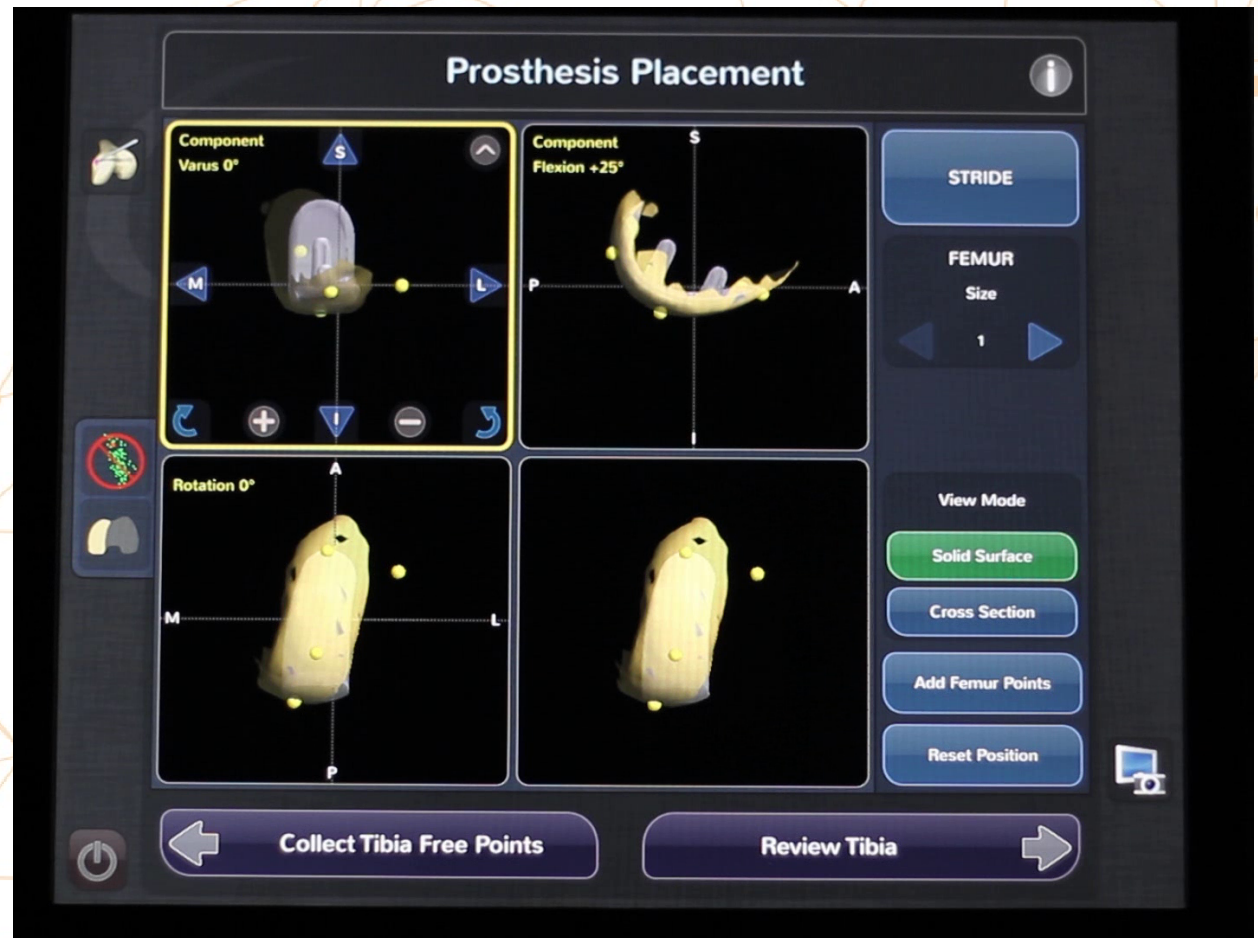 Prosthesis Placement
i
Component
Varus 0°
S
M
L
I
Component
Flexion +25°
S
P
A
I
STRIDE
FEMUR
Size
1
Rotation 0°
A
M
L
P
View Mode
Solid Surface
Cross Section
Add Femur Points
Reset Position
Collect Tibia Free Points
Review Tibia